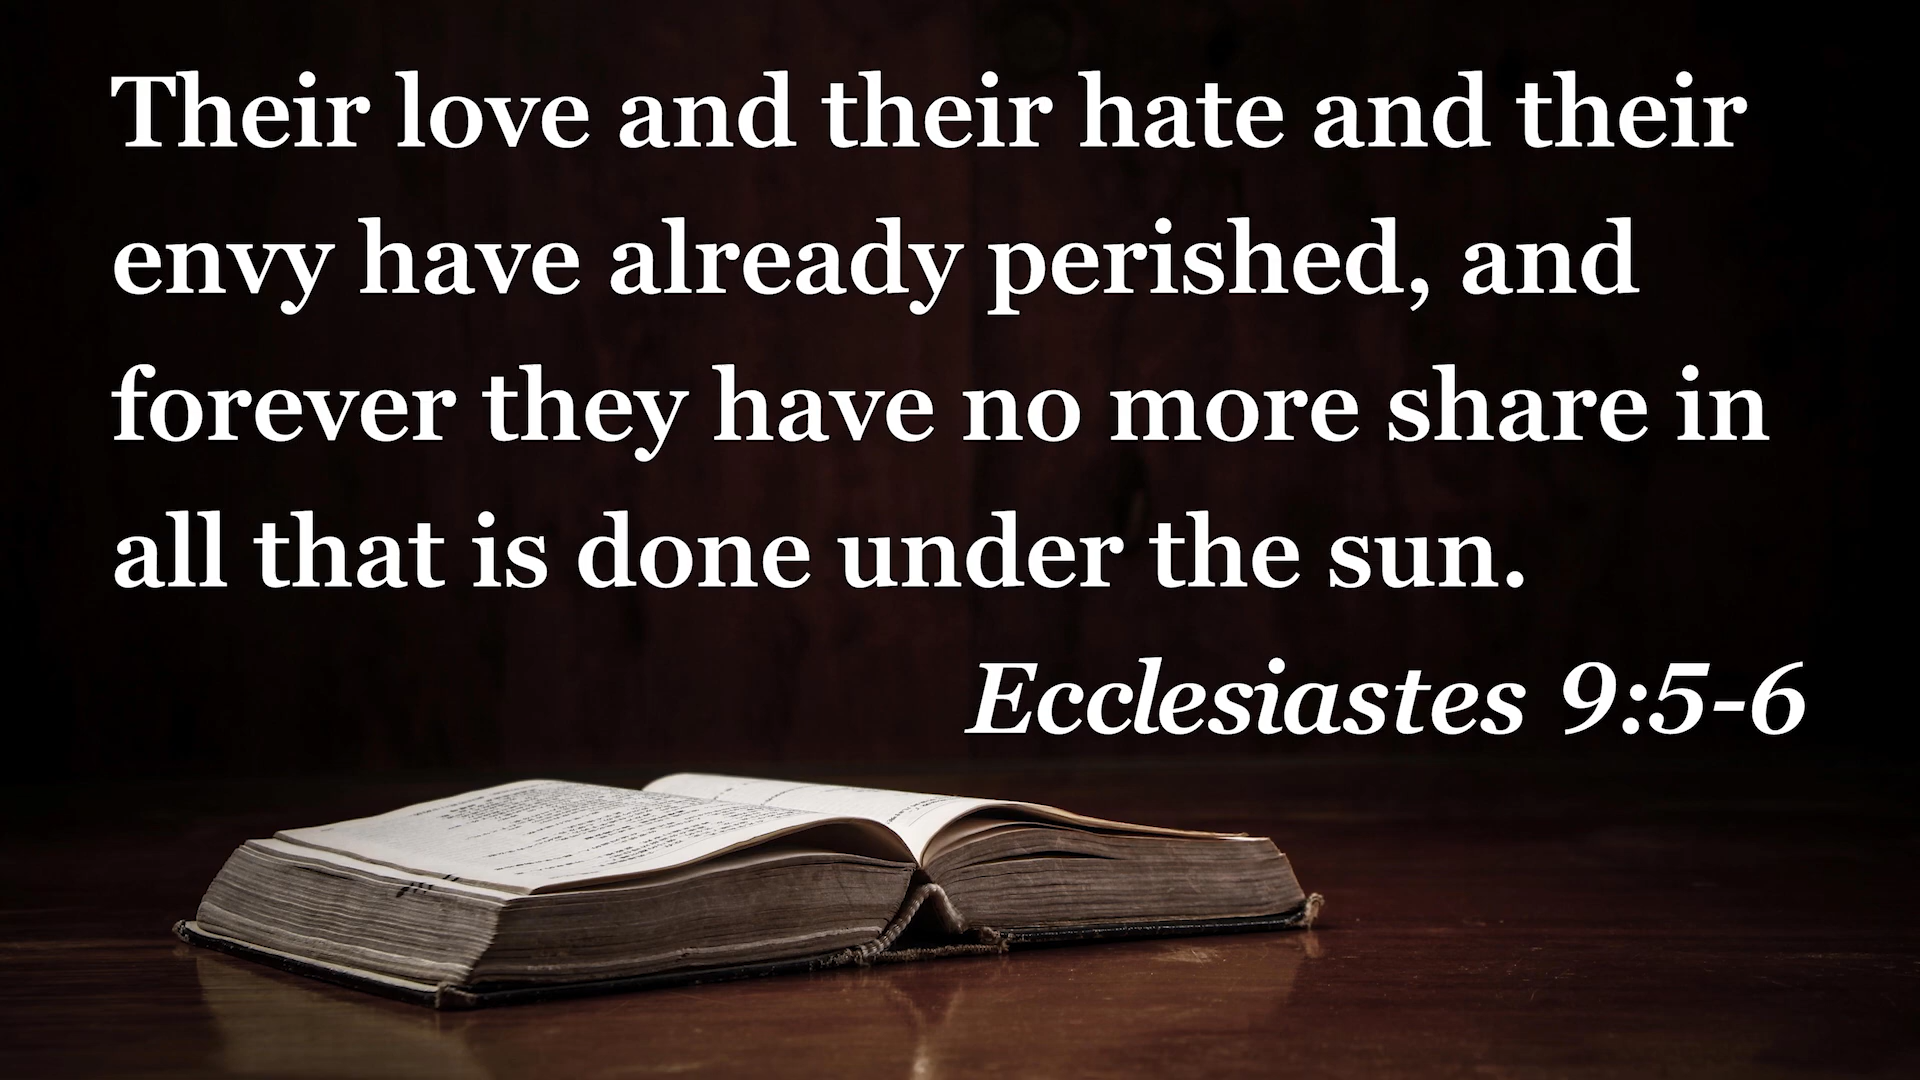 Their love and their hate and their
envy have already perished, and
forever they have no more share in
all that is done under the sun.
Ecclesiastes 9:5-6